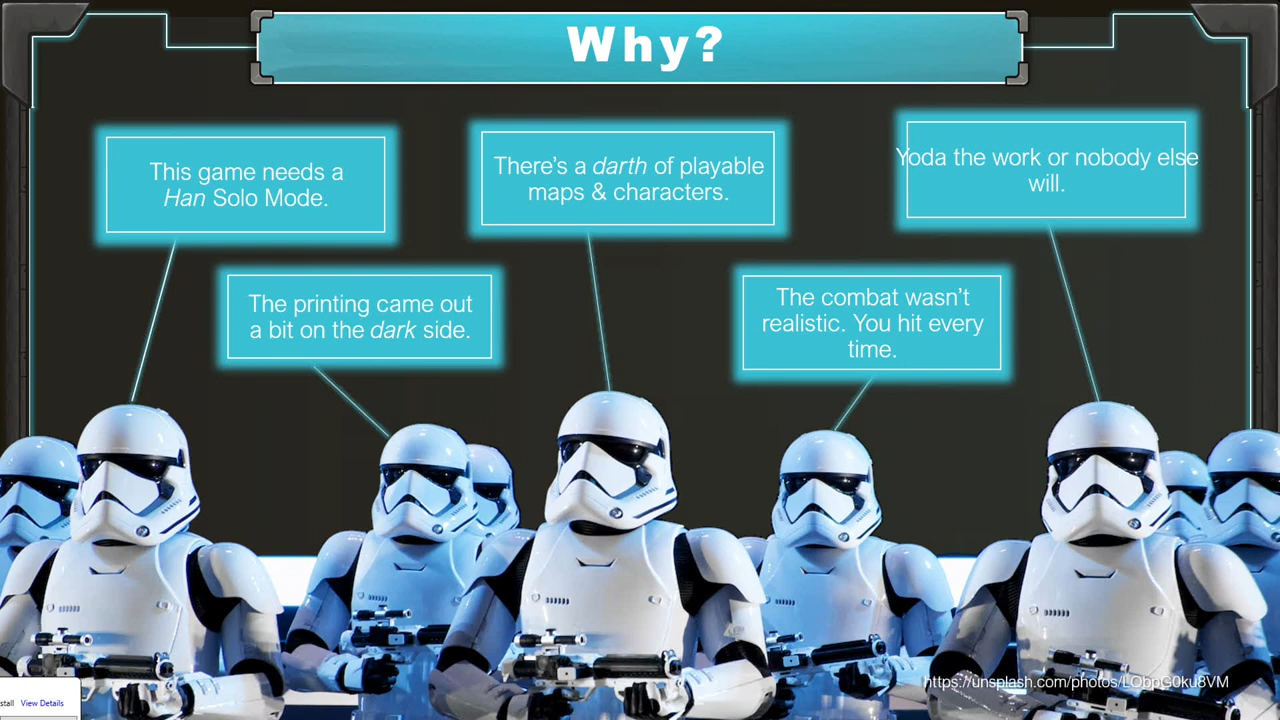 Why?
This game needs a
Han Solo Mode.
There's a darth of playable
maps & characters.
Yoda the work or nobody else
will.
The printing came out
a bit on the dark side.
The combat wasn't
realistic. You hit every
time.
https://unsplash.com/photos/LObpG0ku8VM
stall View Details